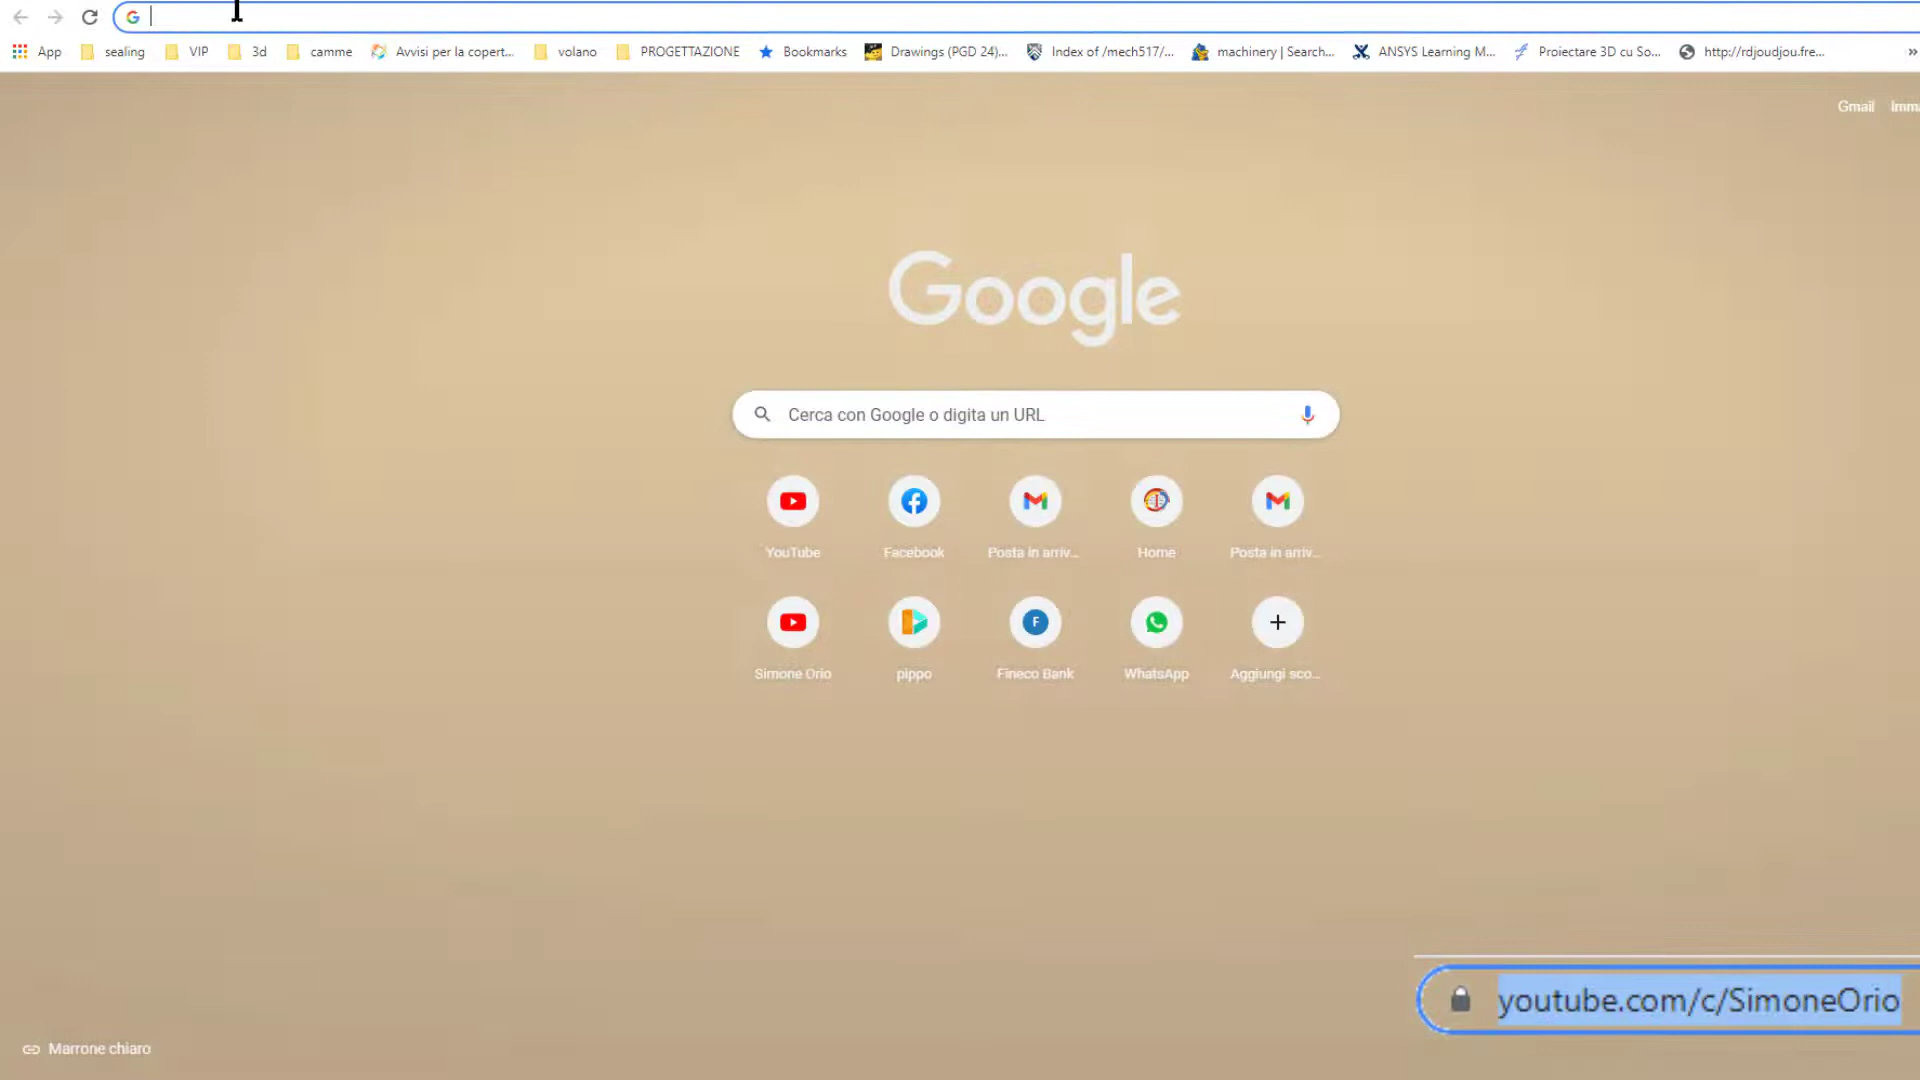 App sealing VIP 3d camme Avvisi per la copert... volano PROGETTAZIONE Bookmarks Drawings (PGD 24)... Index of /mech517/... machinery | Search... ANSYS Learning M... Proiectare 3D cu So... http://rdjoudjou.fre... »
Gmail Imma
Google
Cerca con Google o digita un URL
YouTube Facebook Posta in arriv... Home Posta in arriv...
F
Simone Orio pippo Fineco Bank WhatsApp Aggiungi sco...
youtube.com/c/SimoneOrio
Marrone chiaro